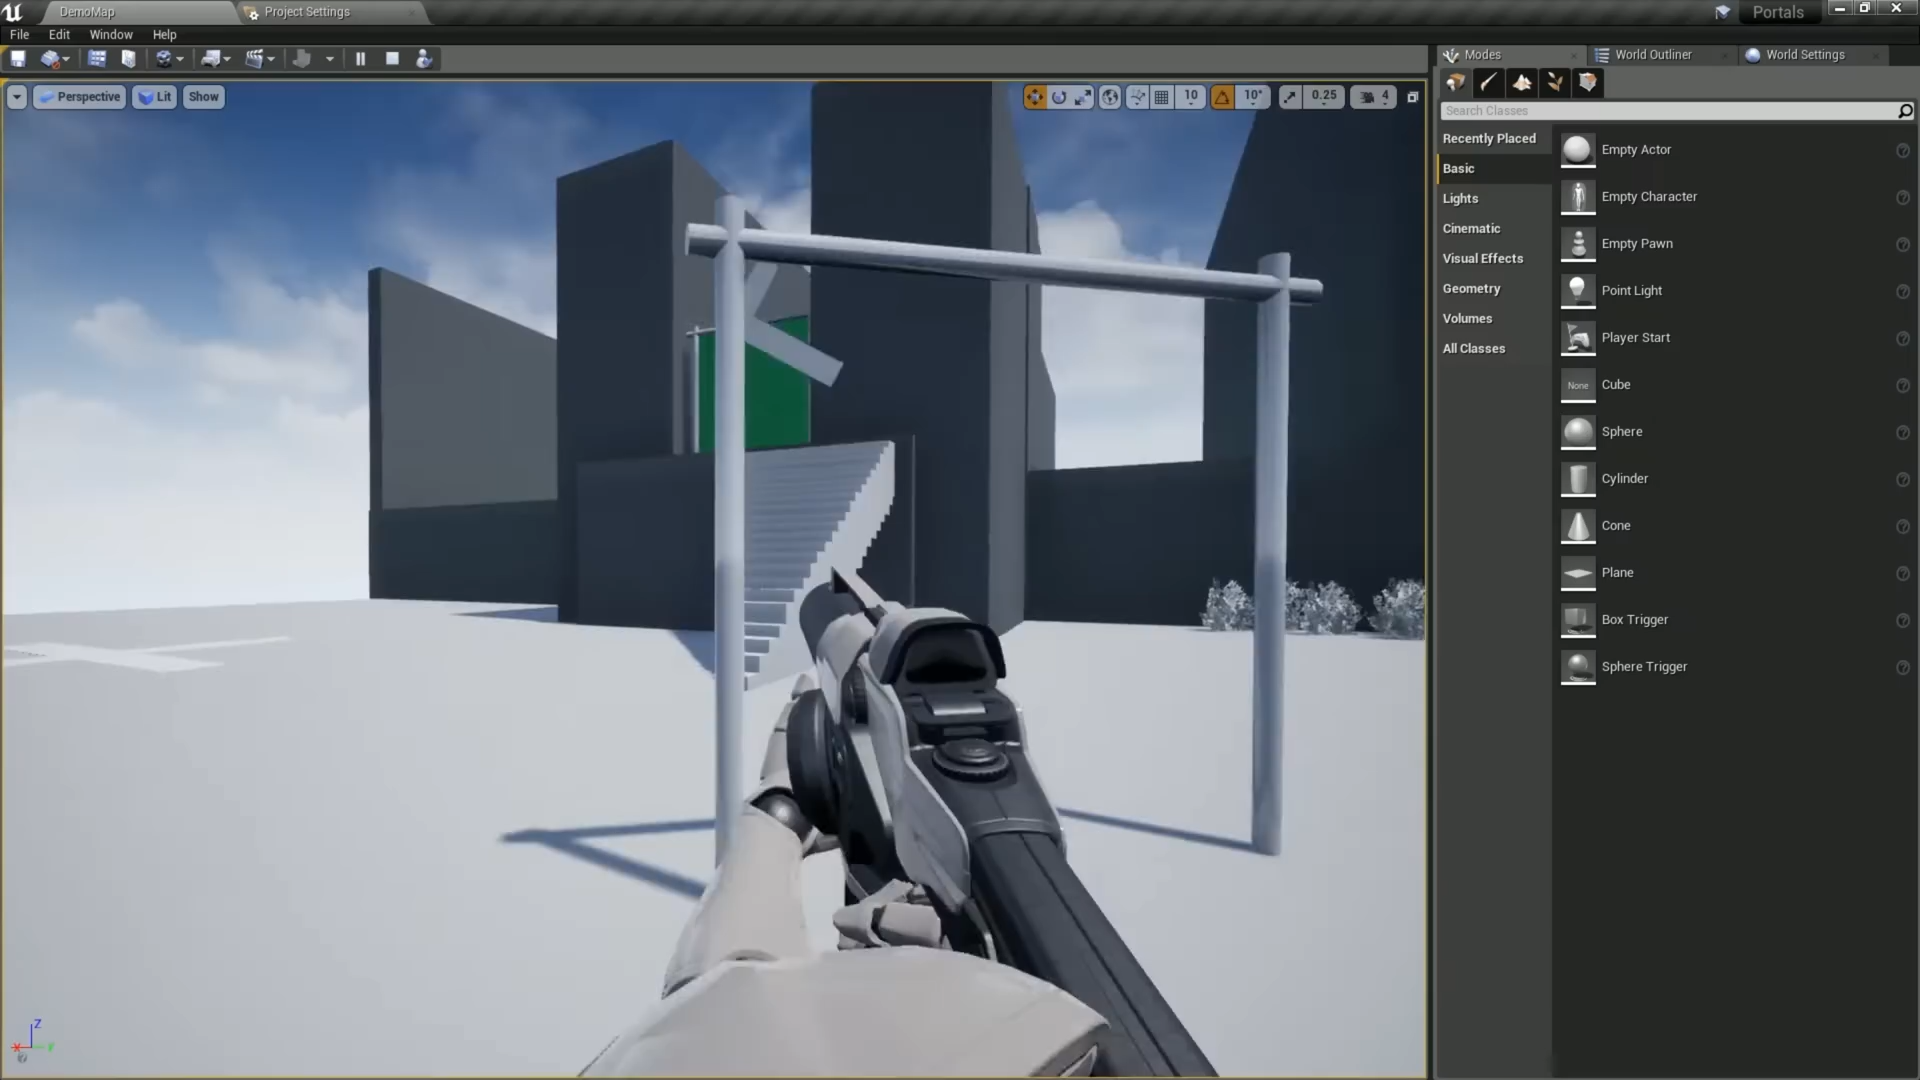 DemoMap
Project Settings
Portals
File Edit Window Help
Modes
World Outliner
World Settings
Perspective
Lit
Show
10
10°
0.25
4
Search Classes
Recently Placed
Basic
Lights
Cinematic
Visual Effects
Geometry
Volumes
All Classes
Empty Actor
Empty Character
Empty Pawn
Point Light
Player Start
None
Cube
Sphere
Cylinder
Cone
Plane
Box Trigger
Sphere Trigger
Z
X
Y